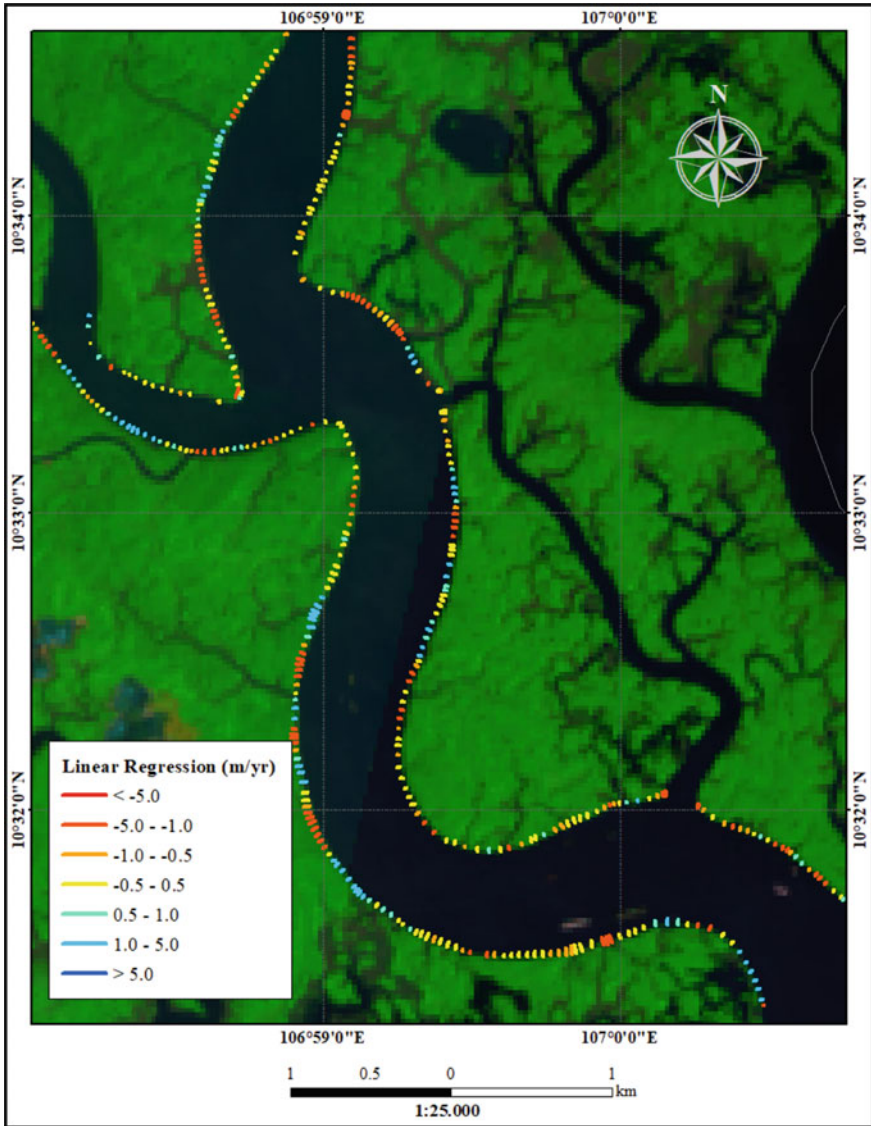 106°59'0"E 107°0'0"E
N
10°34'0"N 10°34'0"N
10°33'0"N 10°33'0"N
10°32'0"N 10°32'0"N
Linear Regression (m/yr)
< -5.0
-5.0 - -1.0
-1.0 - -0.5
-0.5 - 0.5
0.5 - 1.0
1.0 - 5.0
> 5.0
106°59'0"E 107°0'0"E
1 0.5 0 1
km
1:25.000